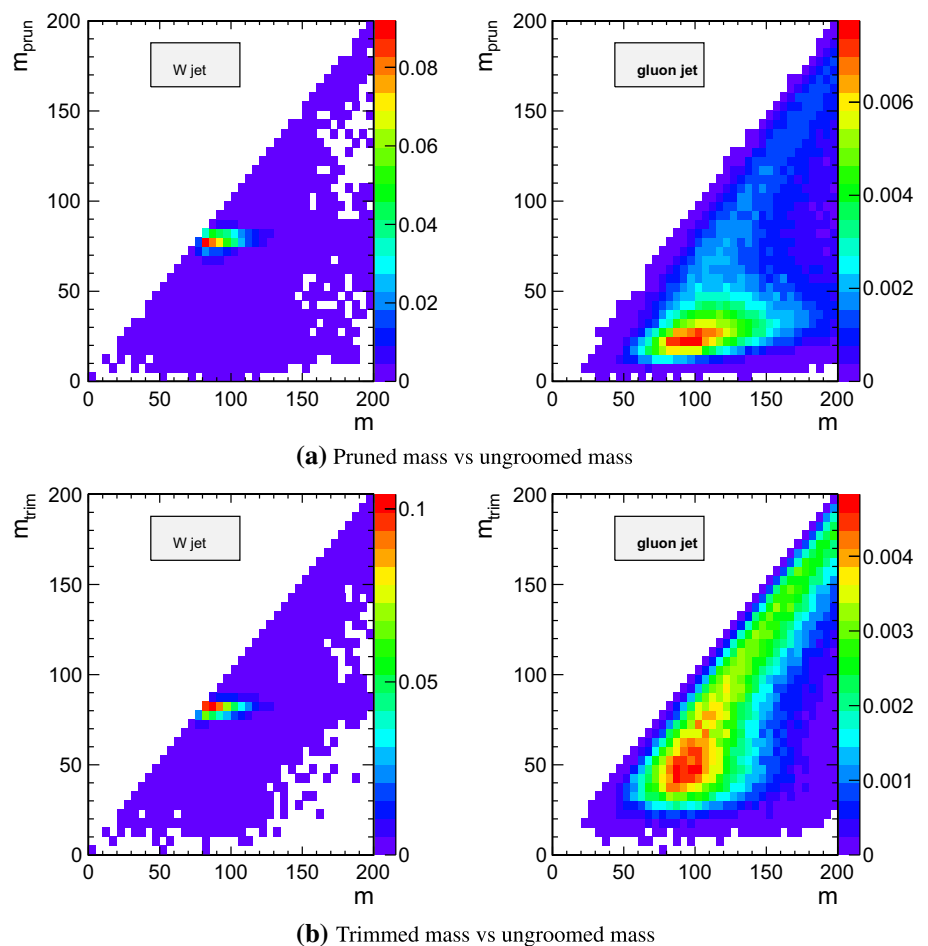 m_prun
200
150
100
50
0
W jet
0.08
0.06
0.04
0.02
0
0 50 100 150 200
m
m_prun
200
150
100
50
0
gluon jet
0.006
0.004
0.002
0
0 50 100 150 200
m
(a) Pruned mass vs ungroomed mass
m_trim
200
150
100
50
0
W jet
0.1
0.05
0
0 50 100 150 200
m
m_trim
200
150
100
50
0
gluon jet
0.004
0.003
0.002
0.001
0
0 50 100 150 200
m
(b) Trimmed mass vs ungroomed mass